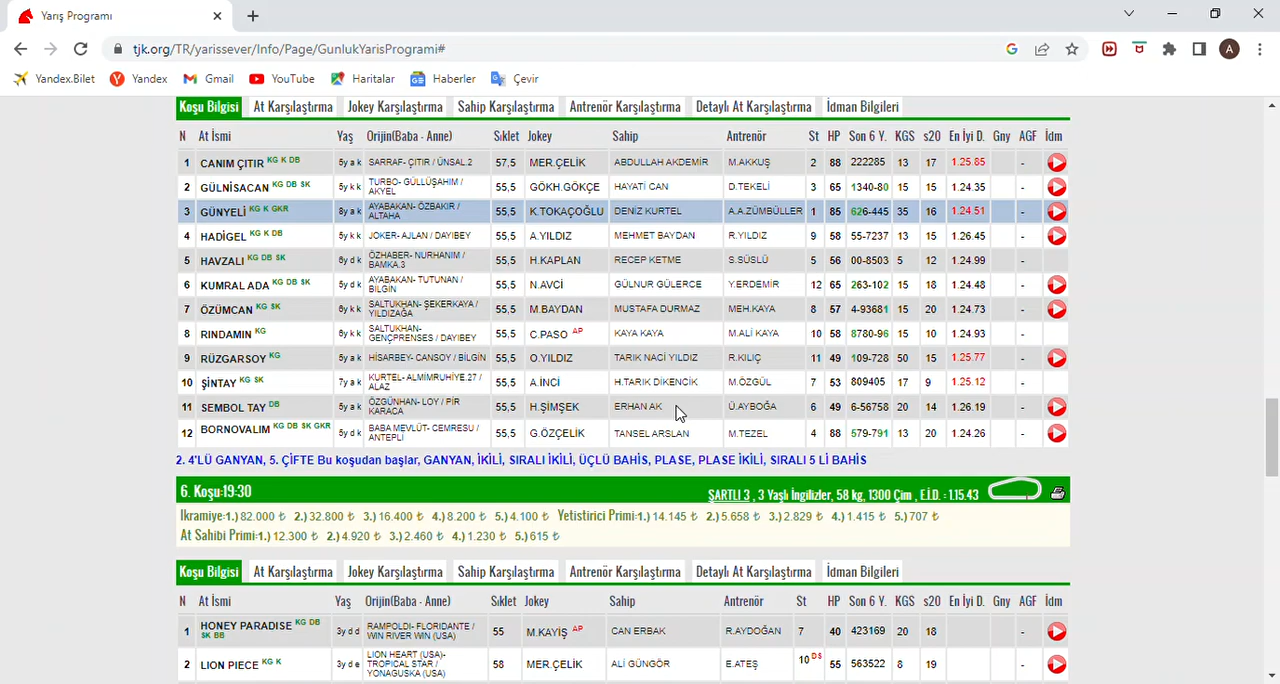 Yarış Programı
tjk.org/TR/yarissever/Info/Page/GunlukYarisProgrami#
A
Yandex.Bilet Yandex Gmail YouTube Haritalar Haberler Çevir
Koşu Bilgisi At Karşılaştırma Jokey Karşılaştırma Sahip Karşılaştırma Antrenör Karşılaştırma Detaylı At Karşılaştırma İdman Bilgileri
N At İsmi Yaş Orijin(Baba - Anne) Sıklet Jokey Sahip Antrenör St HP Son 6 Y. KGS s20 En İyi D. Gny AGF İdm
1 CANIM ÇITIR KG K DB 5y a k SARRAF- ÇITIR / ÜNSAL.2 57,5 MER.ÇELİK ABDULLAH AKDEMİR M.AKKUŞ 2 88 222285 13 17 1.25.85 -
2 GÜLNİSACAN KG DB SK 5y k k TURBO- GÜLLÜŞAHIM / AKYEL 55,5 GÖKH.GÖKÇE HAYATİ CAN D.TEKELİ 3 65 1340-80 15 15 1.24.35 -
3 GÜNYELİ KG K GKR 8y a k AYABAKAN- ÖZBAKIR / ALTAHA 55,5 K.TOKAÇOĞLU DENİZ KURTEL A.A.ZÜMBÜLLER 1 85 626-445 35 16 1.24.51 -
4 HADİGEL KG K DB 5y k k JOKER- AJLAN / DAYIBEY 55,5 A.YILDIZ MEHMET BAYDAN R.YILDIZ 9 58 55-7237 13 15 1.26.45 -
5 HAVZALI KG DB SK 6y d k ÖZHABER- NURHANIM / BAMKA.3 55,5 H.KAPLAN RECEP KETME S.SÜSLÜ 5 56 00-8503 5 12 1.24.99 -
6 KUMRAL ADA KG DB SK 5y d k AYABAKAN- TUTUNAN / BİLGİN 55,5 N.AVCİ GÜLNUR GÜLERCE Y.ERDEMİR 12 65 263-102 15 18 1.24.48 -
7 ÖZÜMCAN KG SK 5y k k SALTUKHAN- ŞEKERKAYA / YILDIZAĞA 55,5 M.BAYDAN MUSTAFA DURMAZ MEH.KAYA 8 57 4-93681 15 20 1.24.73 -
8 RINDAMIN KG 6y k k SALTUKHAN- GENÇPRENSES / DAYIBEY 55,5 C.PASO AP KAYA KAYA M.ALİ KAYA 10 58 8780-96 15 10 1.24.93 -
9 RÜZGARSOY KG 5y a k HİSARBEY- CANSOY / BİLGİN 55,5 O.YILDIZ TARIK NACİ YILDIZ R.KILIÇ 11 49 109-728 50 15 1.25.77 -
10 ŞİNTAY KG SK 7y a k KURTEL- ALMIMRUHİYE.27 / ALAZ 55,5 A.İNCİ H.TARIK DİKENCİK M.ÖZGÜL 7 53 809405 17 9 1.25.12 -
11 SEMBOL TAY DB 5y a k ÖZGÜNHAN- LOY / PİR KARACA 55,5 H.ŞİMŞEK ERHAN AK Ü.AYBOĞA 6 49 6-56758 20 14 1.26.19 -
12 BORNOVALIM KG DB SK GKR 5y d k BABA MEVLÜT- CEMRESU / ANTEPLİ 55,5 G.ÖZÇELİK TANSEL ARSLAN M.TEZEL 4 88 579-791 13 20 1.24.26 -
2. 4'LÜ GANYAN, 5. ÇİFTE Bu koşudan başlar, GANYAN, İKİLİ, SIRALI İKİLİ, ÜÇLÜ BAHİS, PLASE, PLASE İKİLİ, SIRALI 5 Lİ BAHİS
6. Koşu:19:30 ŞARTLI 3 , 3 Yaşlı İngilizler, 58 kg, 1300 Çim , E.İ.D. : 1.15.43
İkramiye:1.) 82.000 ₺ 2.) 32.800 ₺ 3.) 16.400 ₺ 4.) 8.200 ₺ 5.) 4.100 ₺ Yetistirici Primi:1.) 14.145 ₺ 2.) 5.658 ₺ 3.) 2.829 ₺ 4.) 1.415 ₺ 5.) 707 ₺
At Sahibi Primi:1.) 12.300 ₺ 2.) 4.920 ₺ 3.) 2.460 ₺ 4.) 1.230 ₺ 5.) 615 ₺
Koşu Bilgisi At Karşılaştırma Jokey Karşılaştırma Sahip Karşılaştırma Antrenör Karşılaştırma Detaylı At Karşılaştırma İdman Bilgileri
N At İsmi Yaş Orijin(Baba - Anne) Sıklet Jokey Sahip Antrenör St HP Son 6 Y. KGS s20 En İyi D. Gny AGF İdm
1 HONEY PARADISE KG DB SK BB 3y d d RAMPOLDI- FLORIDANTE / WIN RIVER WIN (USA) 55 M.KAYİŞ AP CAN ERBAK R.AYDOĞAN 7 40 423169 20 18
2 LION PIECE KG K 3y d e LION HEART (USA)- TROPICAL STAR / YONAGUSKA (USA) 58 MER.ÇELİK ALİ GÜNGÖR E.ATEŞ 10 DS 55 563522 8 19